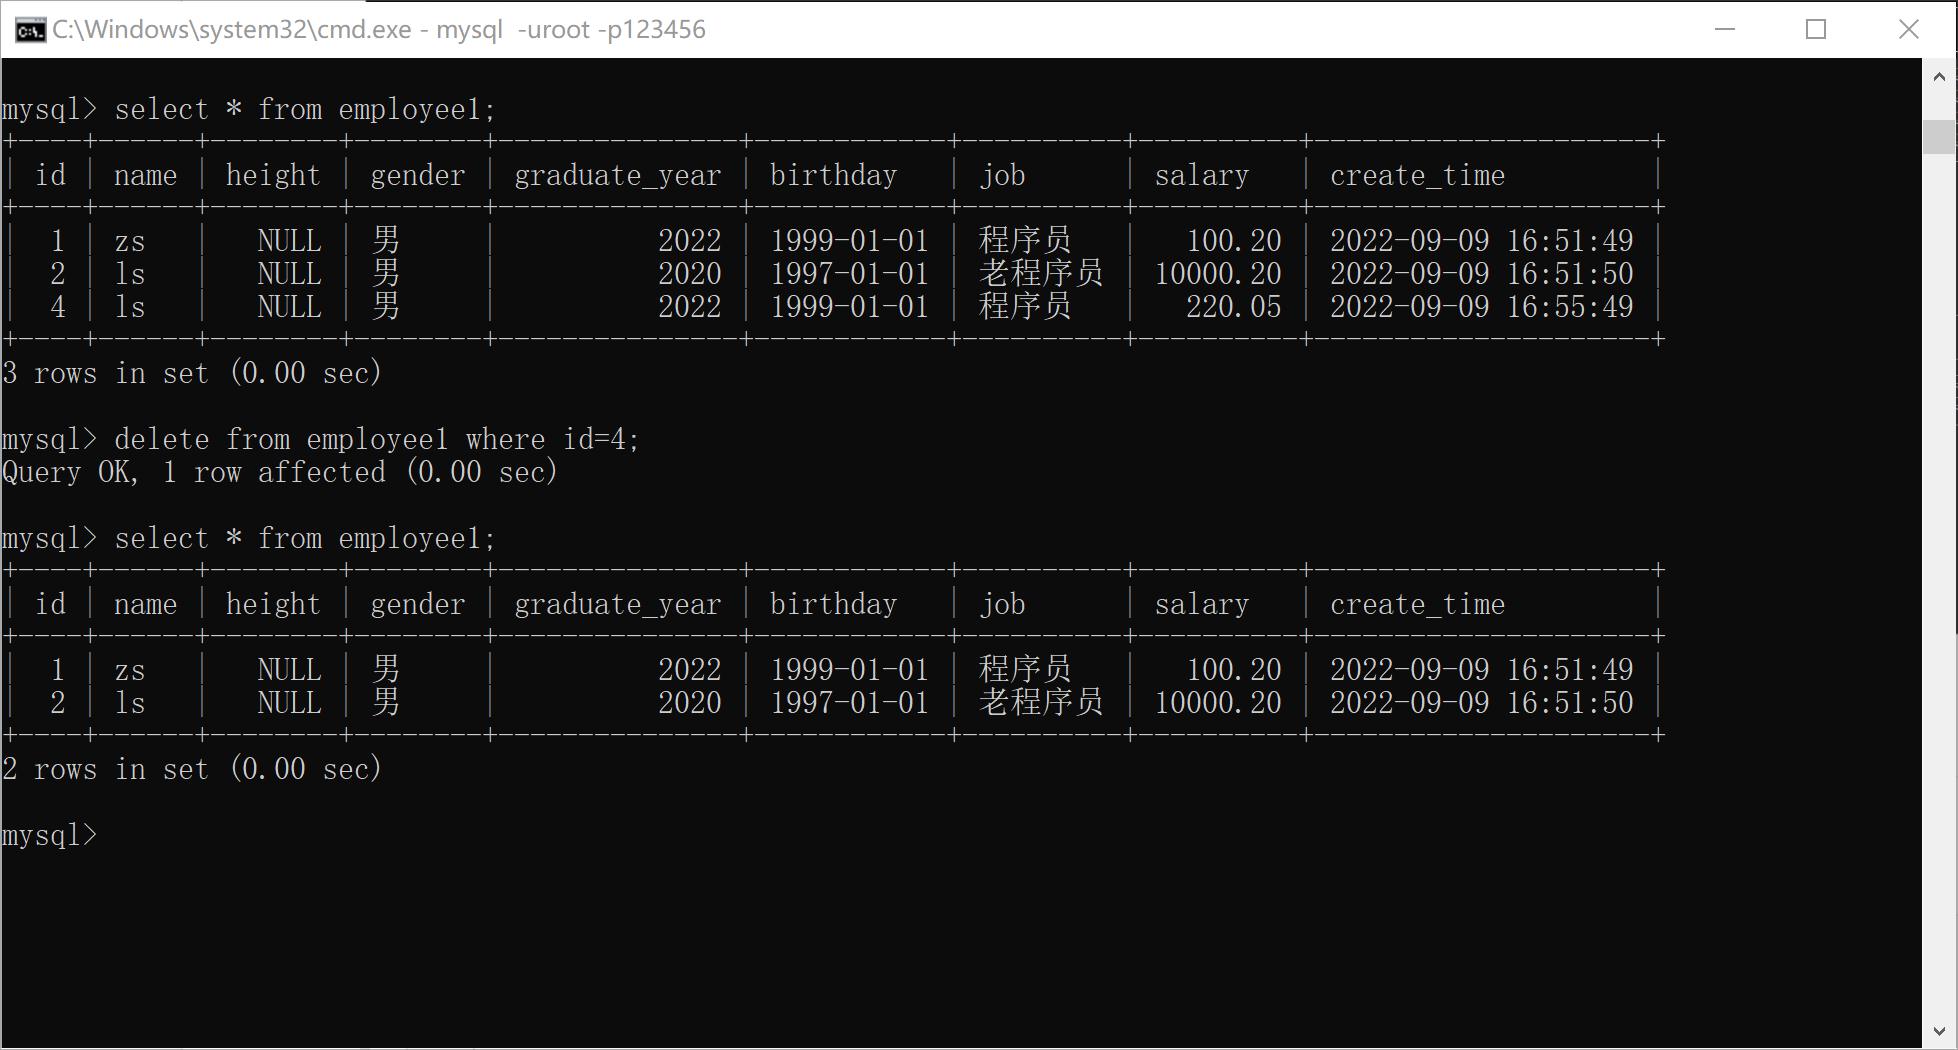 C:\Windows\system32\cmd.exe - mysql  -uroot -p123456
mysql> select * from employee1;
+----+------+--------+--------+---------------+------------+----------+----------+---------------------+
| id | name | height | gender | graduate_year | birthday   | job      | salary   | create_time         |
+----+------+--------+--------+---------------+------------+----------+----------+---------------------+
|  1 | zs   |   NULL | 男     |          2022 | 1999-01-01 | 程序员   |   100.20 | 2022-09-09 16:51:49 |
|  2 | ls   |   NULL | 男     |          2020 | 1997-01-01 | 老程序员 | 10000.20 | 2022-09-09 16:51:50 |
|  4 | ls   |   NULL | 男     |          2022 | 1999-01-01 | 程序员   |   220.05 | 2022-09-09 16:55:49 |
+----+------+--------+--------+---------------+------------+----------+----------+---------------------+
3 rows in set (0.00 sec)
mysql> delete from employee1 where id=4;
Query OK, 1 row affected (0.00 sec)
mysql> select * from employee1;
+----+------+--------+--------+---------------+------------+----------+----------+---------------------+
| id | name | height | gender | graduate_year | birthday   | job      | salary   | create_time         |
+----+------+--------+--------+---------------+------------+----------+----------+---------------------+
|  1 | zs   |   NULL | 男     |          2022 | 1999-01-01 | 程序员   |   100.20 | 2022-09-09 16:51:49 |
|  2 | ls   |   NULL | 男     |          2020 | 1997-01-01 | 老程序员 | 10000.20 | 2022-09-09 16:51:50 |
+----+------+--------+--------+---------------+------------+----------+----------+---------------------+
2 rows in set (0.00 sec)
mysql>